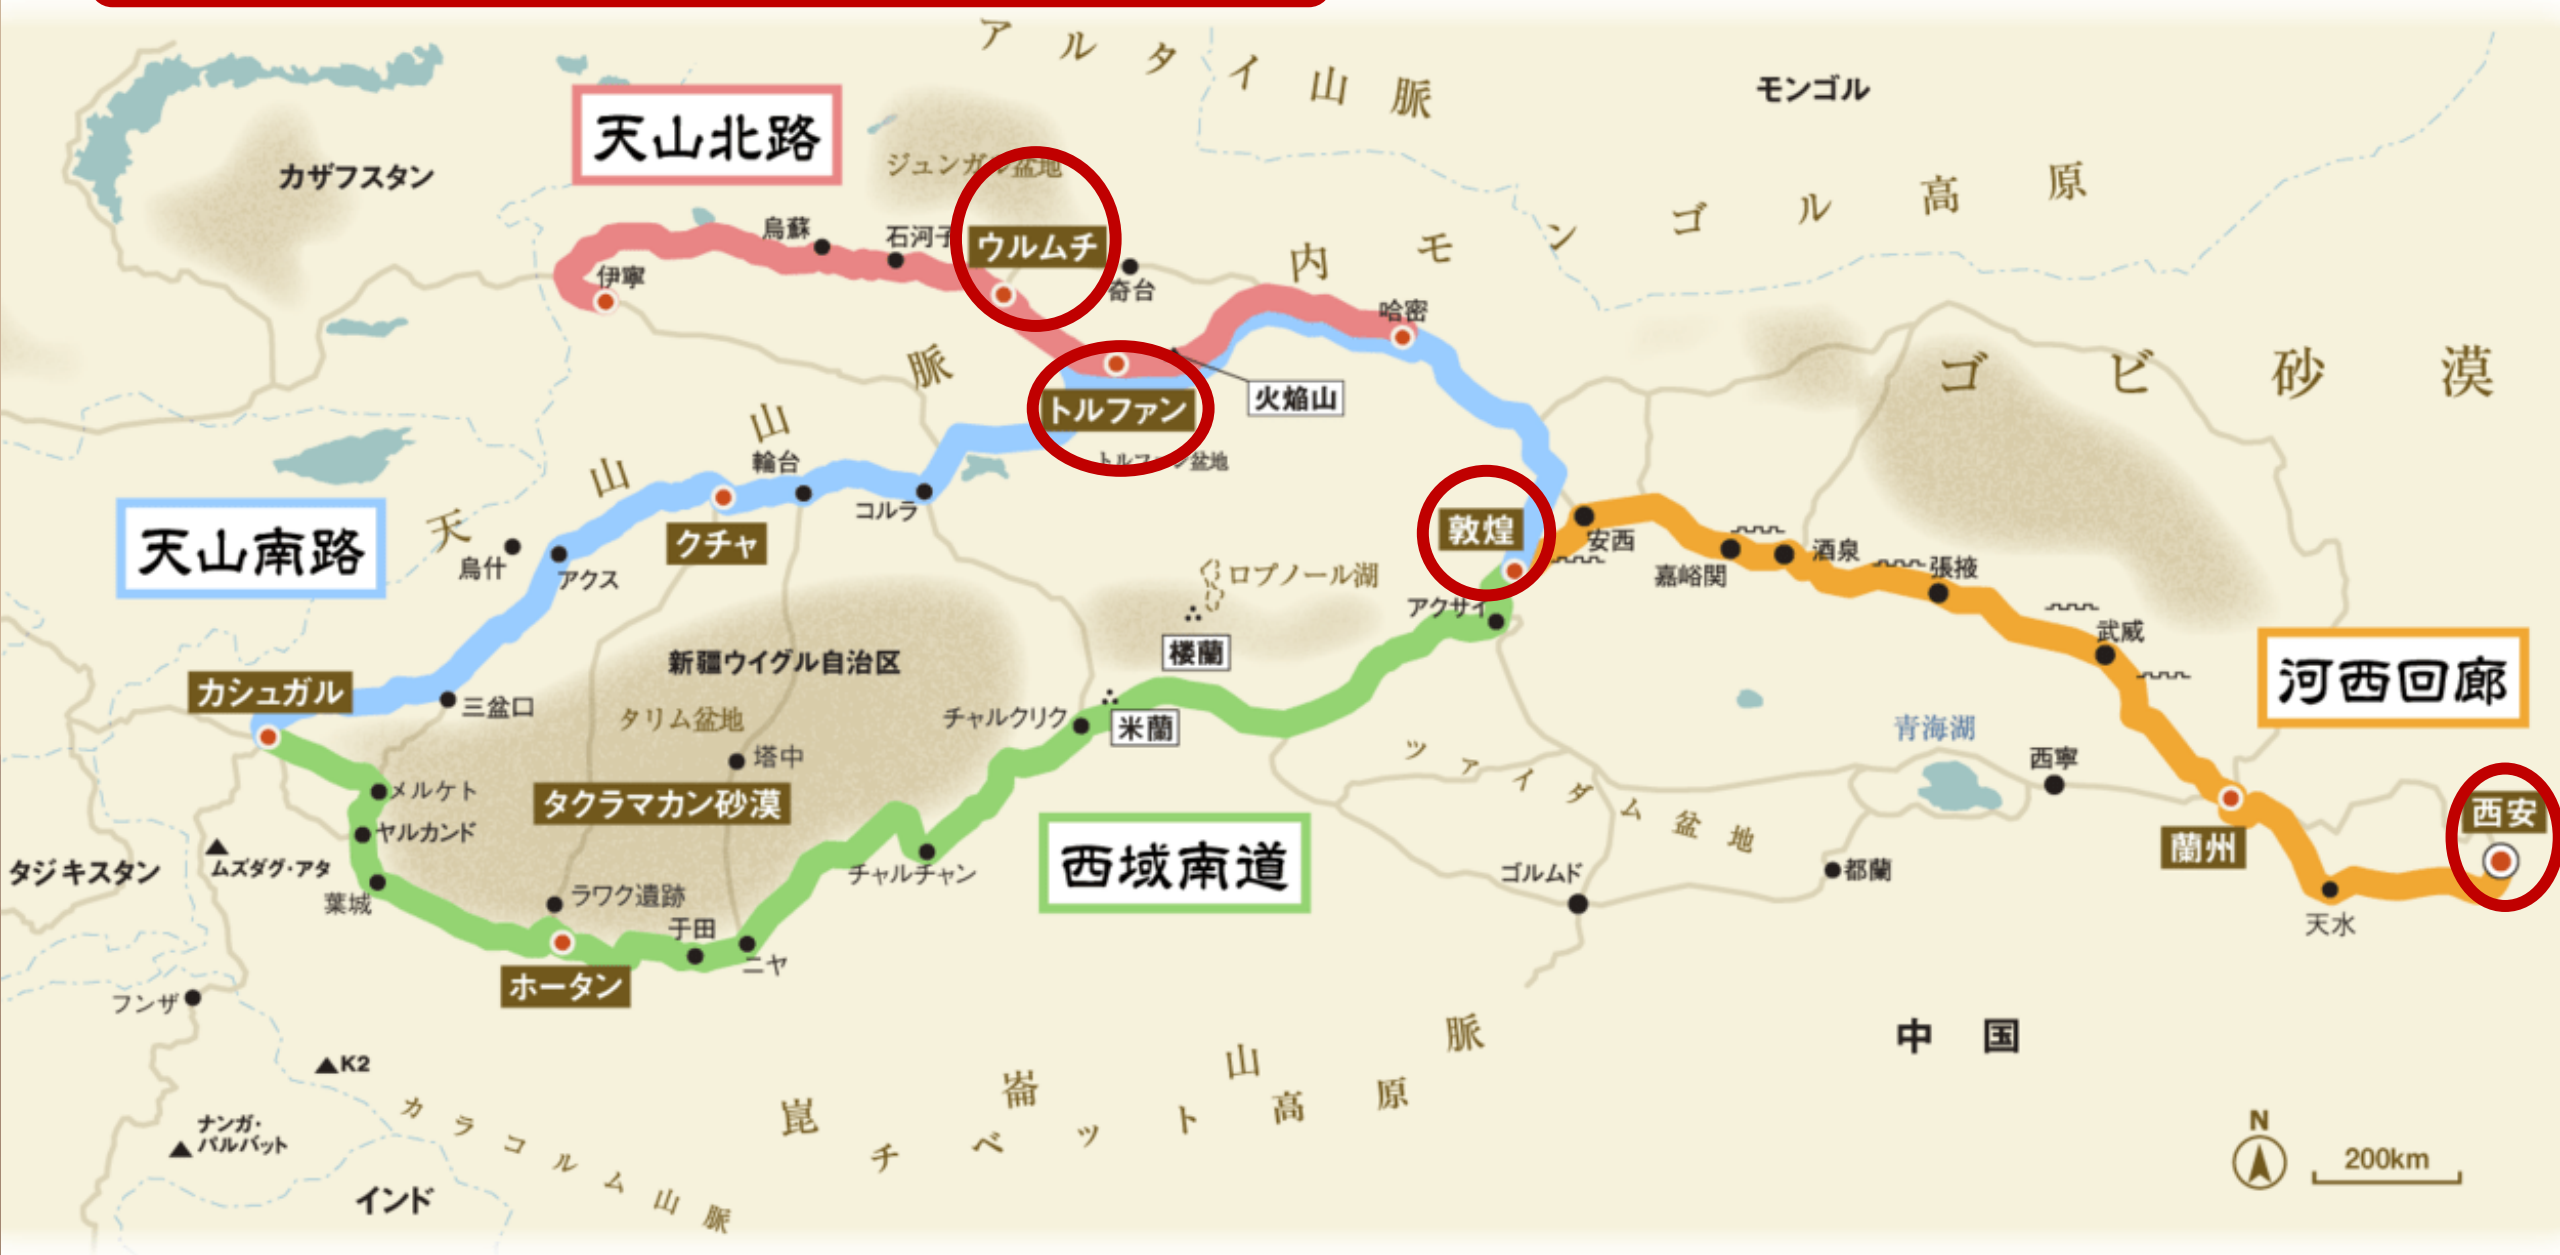 アルタイ山脈
モンゴル
天山北路
カザフスタン
ジュンガル盆地
内モンゴル高原
烏蘇
石河子
ウルムチ
奇台
伊寧
哈密
火焔山
トルファン
トルファン盆地
ゴビ砂漠
天山山脈
輪台
コルラ
クチャ
天山南路
烏什
アクス
敦煌
安西
嘉峪関
酒泉
張掖
武威
河西回廊
ロプノール湖
アクサイ
楼蘭
新疆ウイグル自治区
カシュガル
三盆口
タリム盆地
チャルクリク
米蘭
塔中
メルケト
タクラマカン砂漠
ヤルカンド
ツァイダム盆地
青海湖
西寧
西安
蘭州
タジキスタン
ムズダグ・アタ
葉城
ラワク遺跡
于田
ニヤ
チャルチャン
西域南道
ゴルムド
都蘭
天水
ホータン
フンザ
K2
ナンガ・
パルバット
カラコルム山脈
インド
崑崙山脈
チベット高原
中国
N
200km